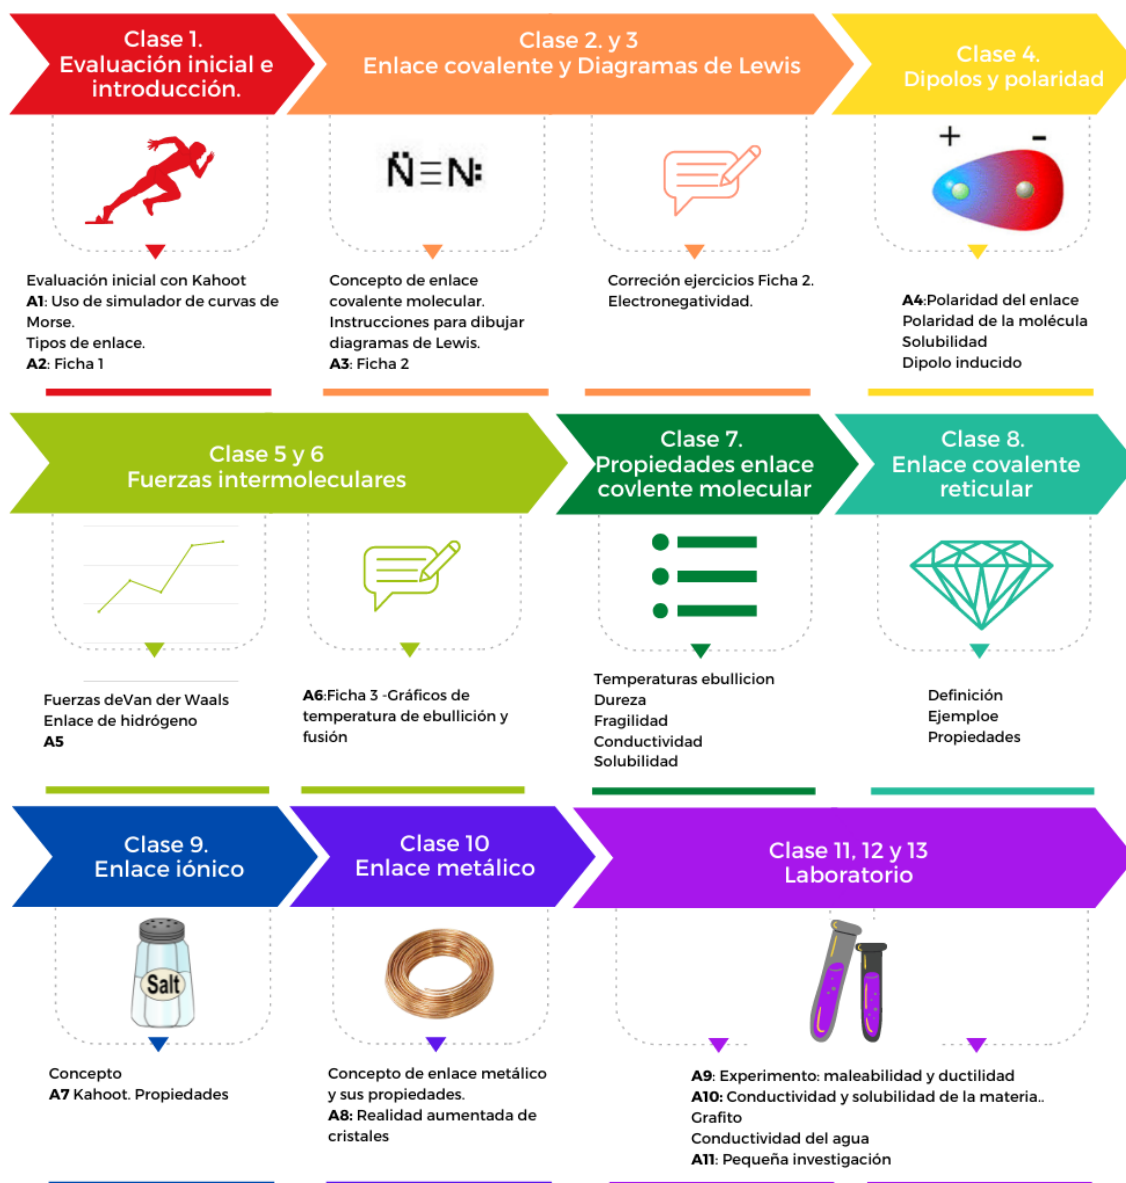 Clase 1.
Evaluación inicial e
introducción.
Clase 2. y 3
Enlace covalente y Diagramas de Lewis
Clase 4.
Dipolos y polaridad
N̈≡N:
+ -
Evaluación inicial con Kahoot
A1: Uso de simulador de curvas de
Morse.
Tipos de enlace.
A2: Ficha 1
Concepto de enlace
covalente molecular.
Instrucciones para dibujar
diagramas de Lewis.
A3: Ficha 2
Correción ejercicios Ficha 2.
Electronegatividad.
A4:Polaridad del enlace
Polaridad de la molécula
Solubilidad
Dipolo inducido
Clase 5 y 6
Fuerzas intermoleculares
Clase 7.
Propiedades enlace
covlente molecular
Clase 8.
Enlace covalente
reticular
Fuerzas deVan der Waals
Enlace de hidrógeno
A5
A6:Ficha 3 -Gráficos de
temperatura de ebullición y
fusión
Temperaturas ebullicion
Dureza
Fragilidad
Conductividad
Solubilidad
Definición
Ejemploe
Propiedades
Clase 9.
Enlace iónico
Clase 10
Enlace metálico
Clase 11, 12 y 13
Laboratorio
Salt
Concepto
A7 Kahoot. Propiedades
Concepto de enlace metálico
y sus propiedades.
A8: Realidad aumentada de
cristales
A9: Experimento: maleabilidad y ductilidad
A10: Conductividad y solubilidad de la materia..
Grafito
Conductividad del agua
A11: Pequeña investigación